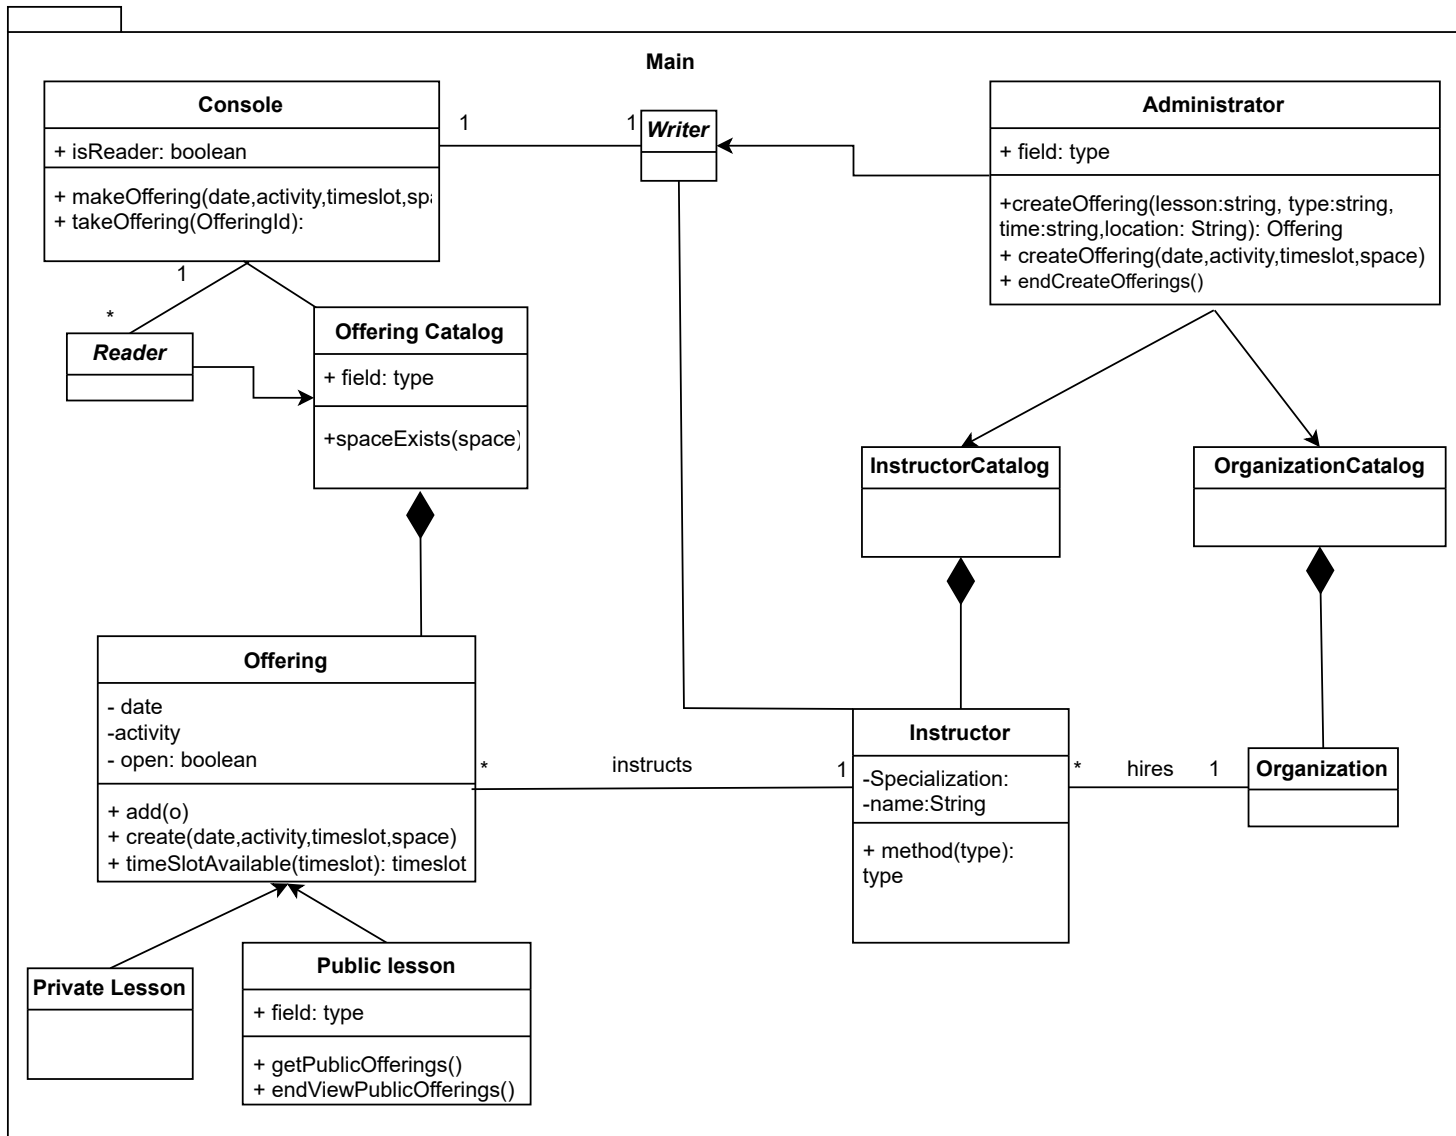 Main
Console
+ isReader: boolean
+ makeOffering(date,activity,timeslot,spa
+ takeOffering(OfferingId):
1
1
Writer
Administrator
+ field: type
+createOffering(lesson:string, type:string,
time:string,location: String): Offering
+ createOffering(date,activity,timeslot,space)
+ endCreateOfferings()
1
*
Reader
Offering Catalog
+ field: type
+spaceExists(space)
InstructorCatalog
OrganizationCatalog
Offering
- date
-activity
- open: boolean
+ add(o)
+ create(date,activity,timeslot,space)
+ timeSlotAvailable(timeslot): timeslot
*
instructs
1
Instructor
-Specialization:
-name:String
+ method(type):
type
*
hires
1
Organization
Private Lesson
Public lesson
+ field: type
+ getPublicOfferings()
+ endViewPublicOfferings()